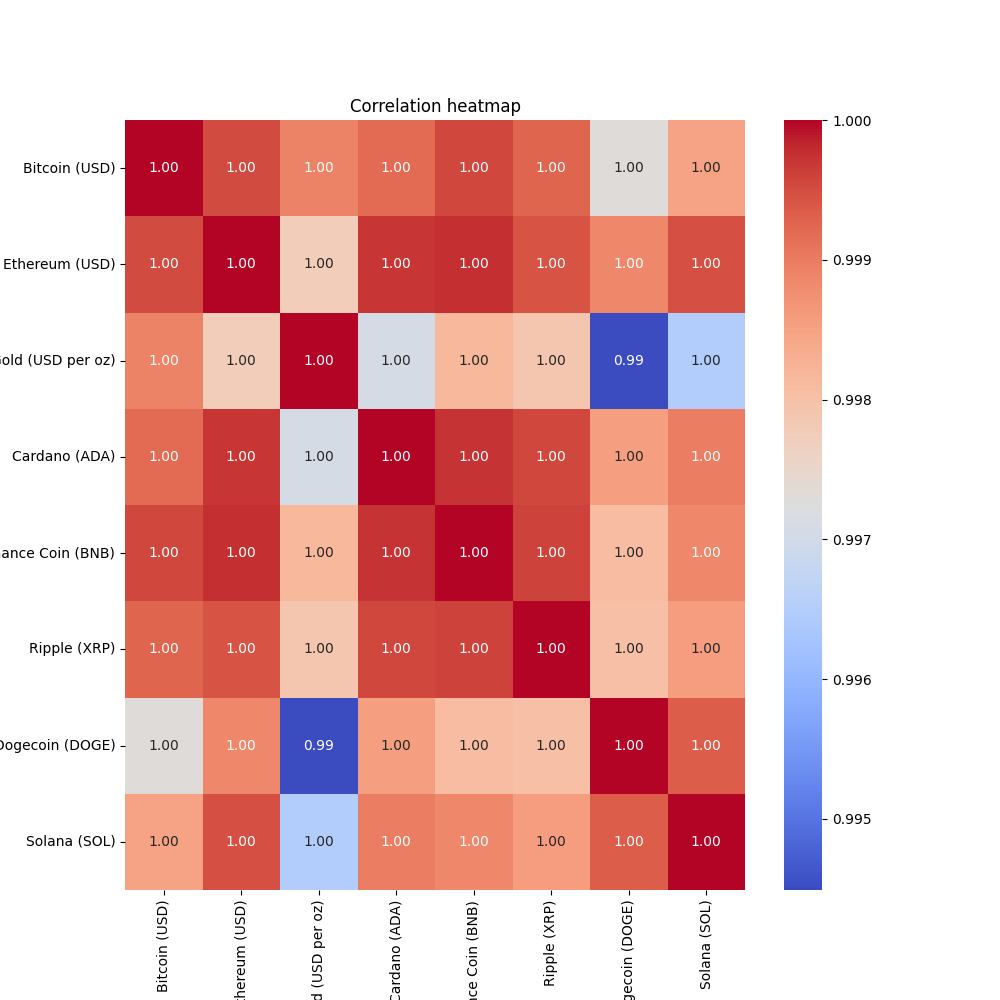 Correlation heatmap
Bitcoin (USD) 1.00 1.00 1.00 1.00 1.00 1.00 1.00 1.00
Ethereum (USD) 1.00 1.00 1.00 1.00 1.00 1.00 1.00 1.00
Gold (USD per oz) 1.00 1.00 1.00 1.00 1.00 1.00 0.99 1.00
Cardano (ADA) 1.00 1.00 1.00 1.00 1.00 1.00 1.00 1.00
ance Coin (BNB) 1.00 1.00 1.00 1.00 1.00 1.00 1.00 1.00
Ripple (XRP) 1.00 1.00 1.00 1.00 1.00 1.00 1.00 1.00
Dogecoin (DOGE) 1.00 1.00 0.99 1.00 1.00 1.00 1.00 1.00
Solana (SOL) 1.00 1.00 1.00 1.00 1.00 1.00 1.00 1.00
Bitcoin (USD)
thereum (USD)
d (USD per oz)
Cardano (ADA)
nce Coin (BNB)
Ripple (XRP)
gecoin (DOGE)
Solana (SOL)
1.000
0.999
0.998
0.997
0.996
0.995